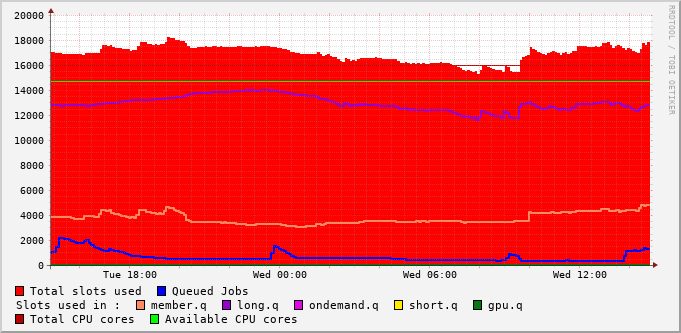 20000
18000
16000
14000
12000
10000
8000
6000
4000
2000
0
Tue 18:00 Wed 00:00 Wed 06:00 Wed 12:00
RRDTOOL / TOBI OETIKER
Total slots used Queued Jobs
Slots used in : member.q long.q ondemand.q short.q gpu.q
Total CPU cores Available CPU cores